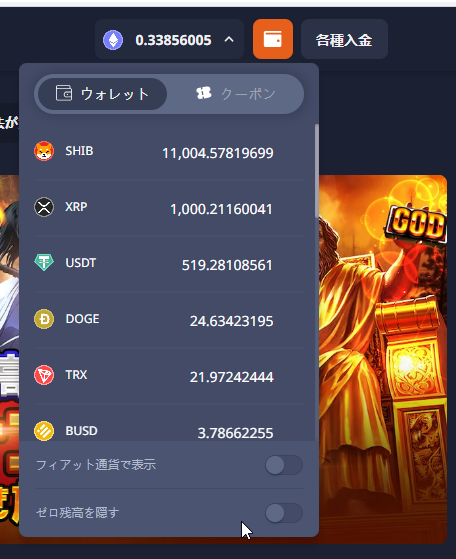 0.33856005
各種入金
ウォレット
クーポン
SHIB 11,004.57819699
XRP 1,000.21160041
USDT 519.28108561
DOGE 24.63423195
TRX 21.97242444
BUSD 3.78662255
フィアット通貨で表示
ゼロ残高を隠す
GOD